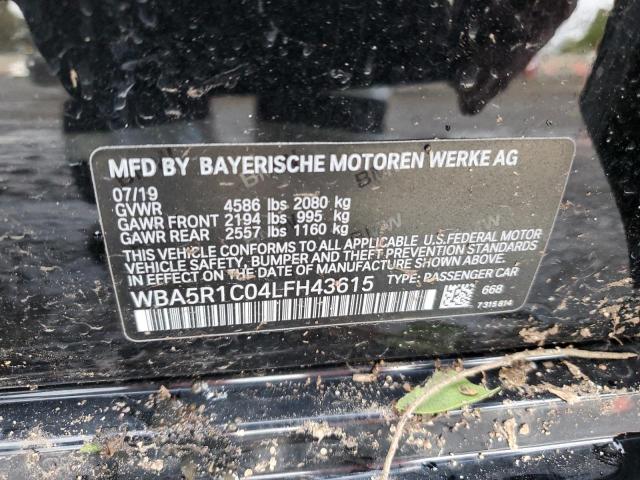 MFD BY BAYERISCHE MOTOREN WERKE AG
07/19
GVWR 4586 lbs 2080 kg
GAWR FRONT 2194 lbs 995 kg
GAWR REAR 2557 lbs 1160 kg
THIS VEHICLE CONFORMS TO ALL APPLICABLE U.S.FEDERAL MOTOR
VEHICLE SAFETY, BUMPER AND THEFT PREVENTION STANDARDS
IN EFFECT ON THE DATE OF MANUFACTURE SHOWN ABOVE.
WBA5R1C04LFH43615 TYPE: PASSENGER CAR
668
7315814